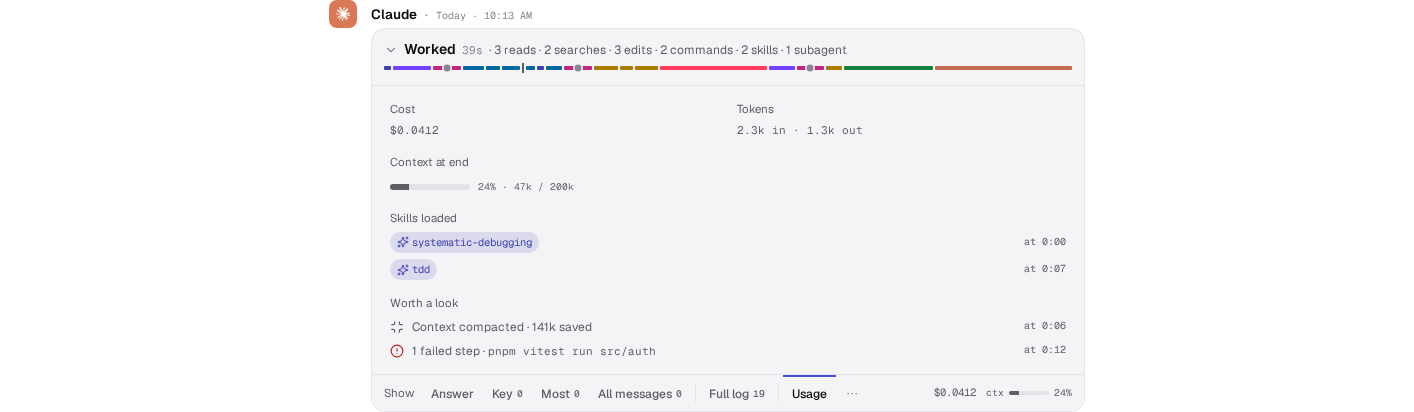 Claude · Today · 10:13 AM
Worked 39s · 3 reads · 2 searches · 3 edits · 2 commands · 2 skills · 1 subagent
Cost
Tokens
$0.0412
2.3k in · 1.3k out
Context at end
24% · 47k / 200k
Skills loaded
systematic-debugging at 0:00
tdd at 0:07
Worth a look
Context compacted · 141k saved at 0:06
1 failed step · pnpm vitest run src/auth at 0:12
Show Answer Key 0 Most 0 All messages 0 Full log 19 Usage ··· $0.0412 ctx 24%